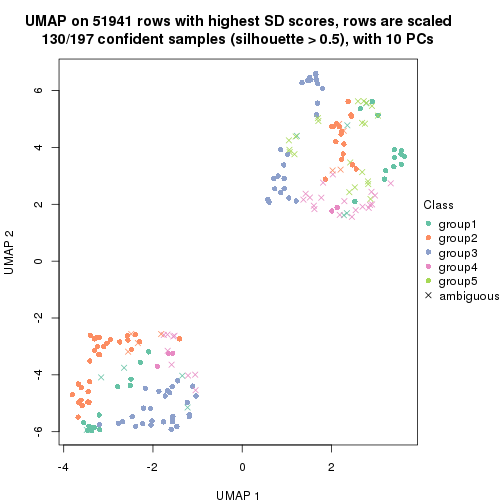 UMAP on 51941 rows with highest SD scores, rows are scaled
130/197 confident samples (silhouette > 0.5), with 10 PCs
6
4
2
0
-2
-4
-6
UMAP 2
-4
-2
0
2
UMAP 1
Class
group1
group2
group3
group4
group5
ambiguous